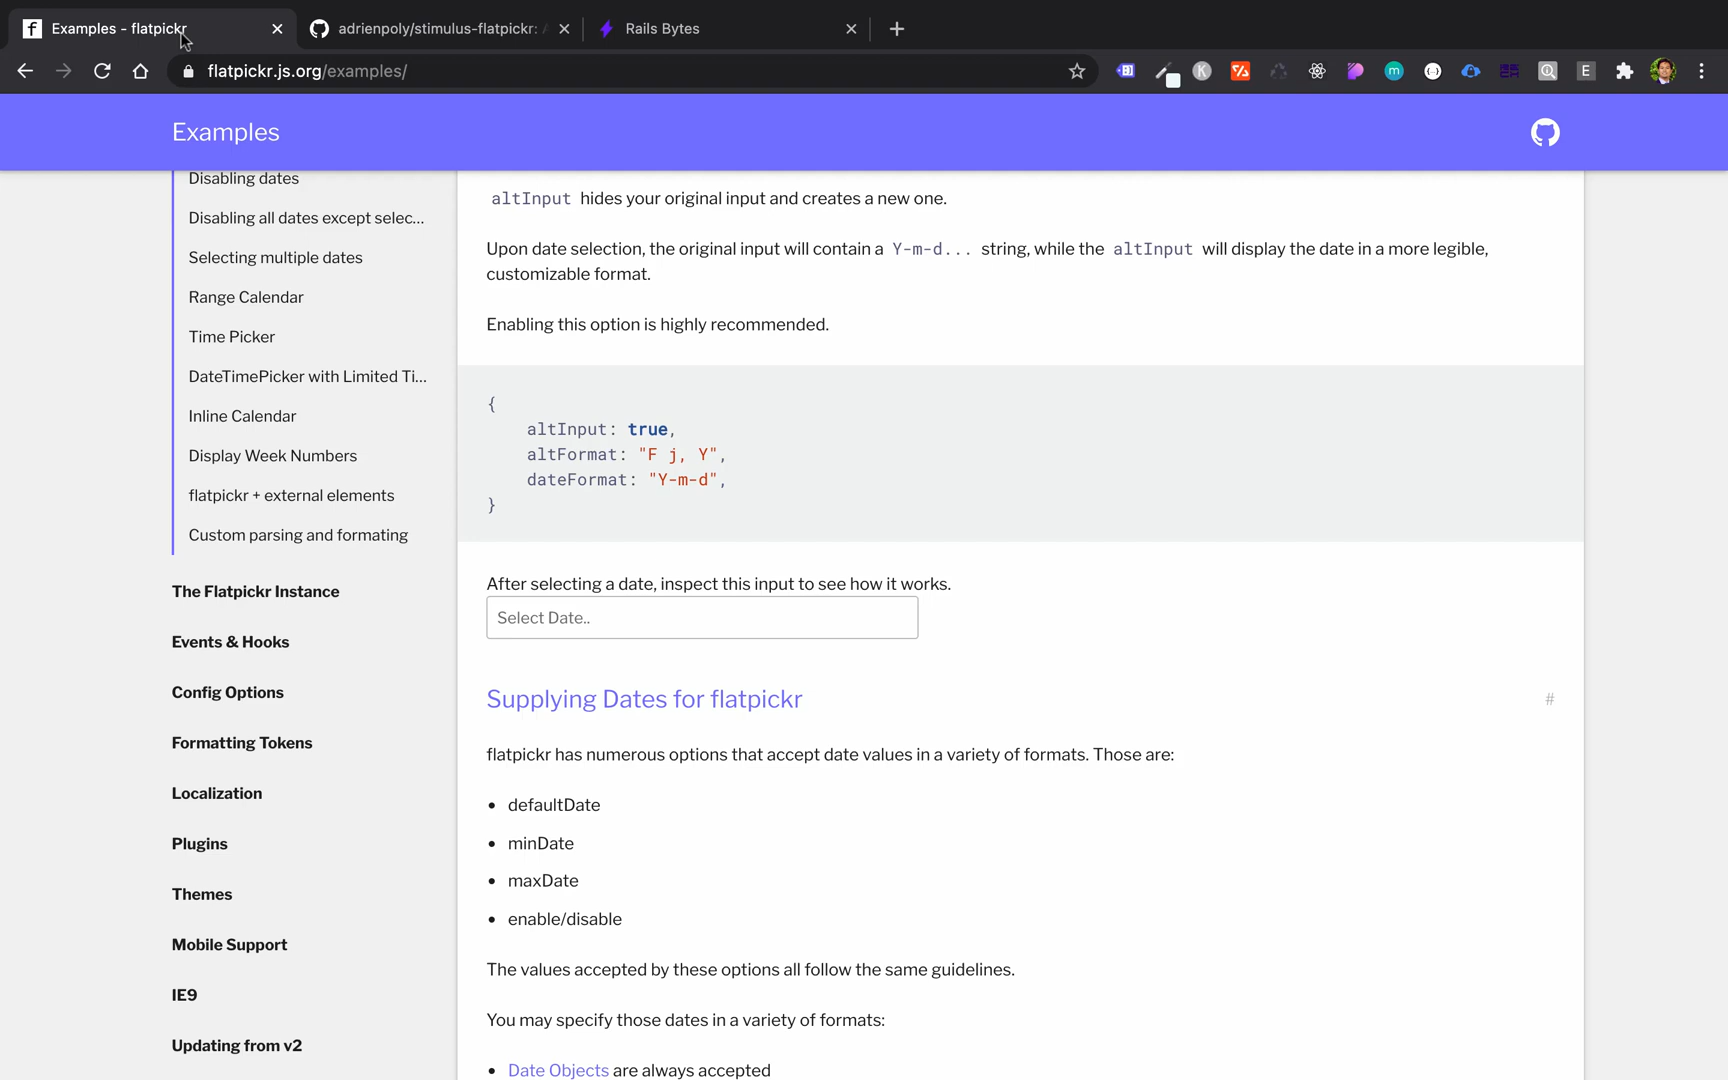 Examples - flatpickr
adrienpoly/stimulus-flatpickr:
Rails Bytes
flatpickr.js.org/examples/
Examples
Disabling dates
Disabling all dates except selec...
Selecting multiple dates
Range Calendar
Time Picker
DateTimePicker with Limited Ti...
Inline Calendar
Display Week Numbers
flatpickr + external elements
Custom parsing and formating
The Flatpickr Instance
Events & Hooks
Config Options
Formatting Tokens
Localization
Plugins
Themes
Mobile Support
IE9
Updating from v2
altInput hides your original input and creates a new one.
Upon date selection, the original input will contain a Y-m-d... string, while the altInput will display the date in a more legible,
customizable format.
Enabling this option is highly recommended.
{
altInput: true,
altFormat: "F j, Y",
dateFormat: "Y-m-d",
}
After selecting a date, inspect this input to see how it works.
Select Date..
Supplying Dates for flatpickr
#
flatpickr has numerous options that accept date values in a variety of formats. Those are:
• defaultDate
• minDate
• maxDate
• enable/disable
The values accepted by these options all follow the same guidelines.
You may specify those dates in a variety of formats:
• Date Objects are always accepted